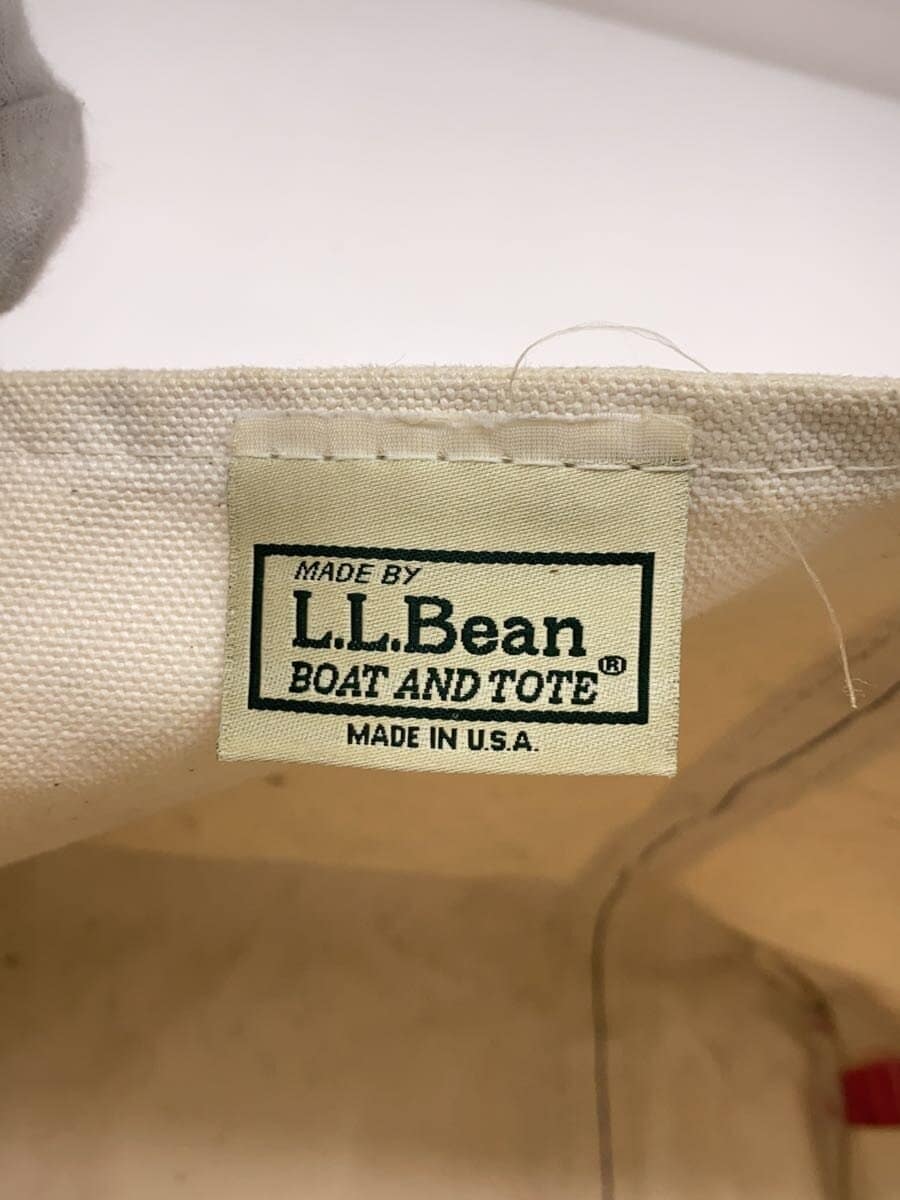 MADE BY
L.L.Bean
BOAT AND TOTE®
MADE IN U.S.A.